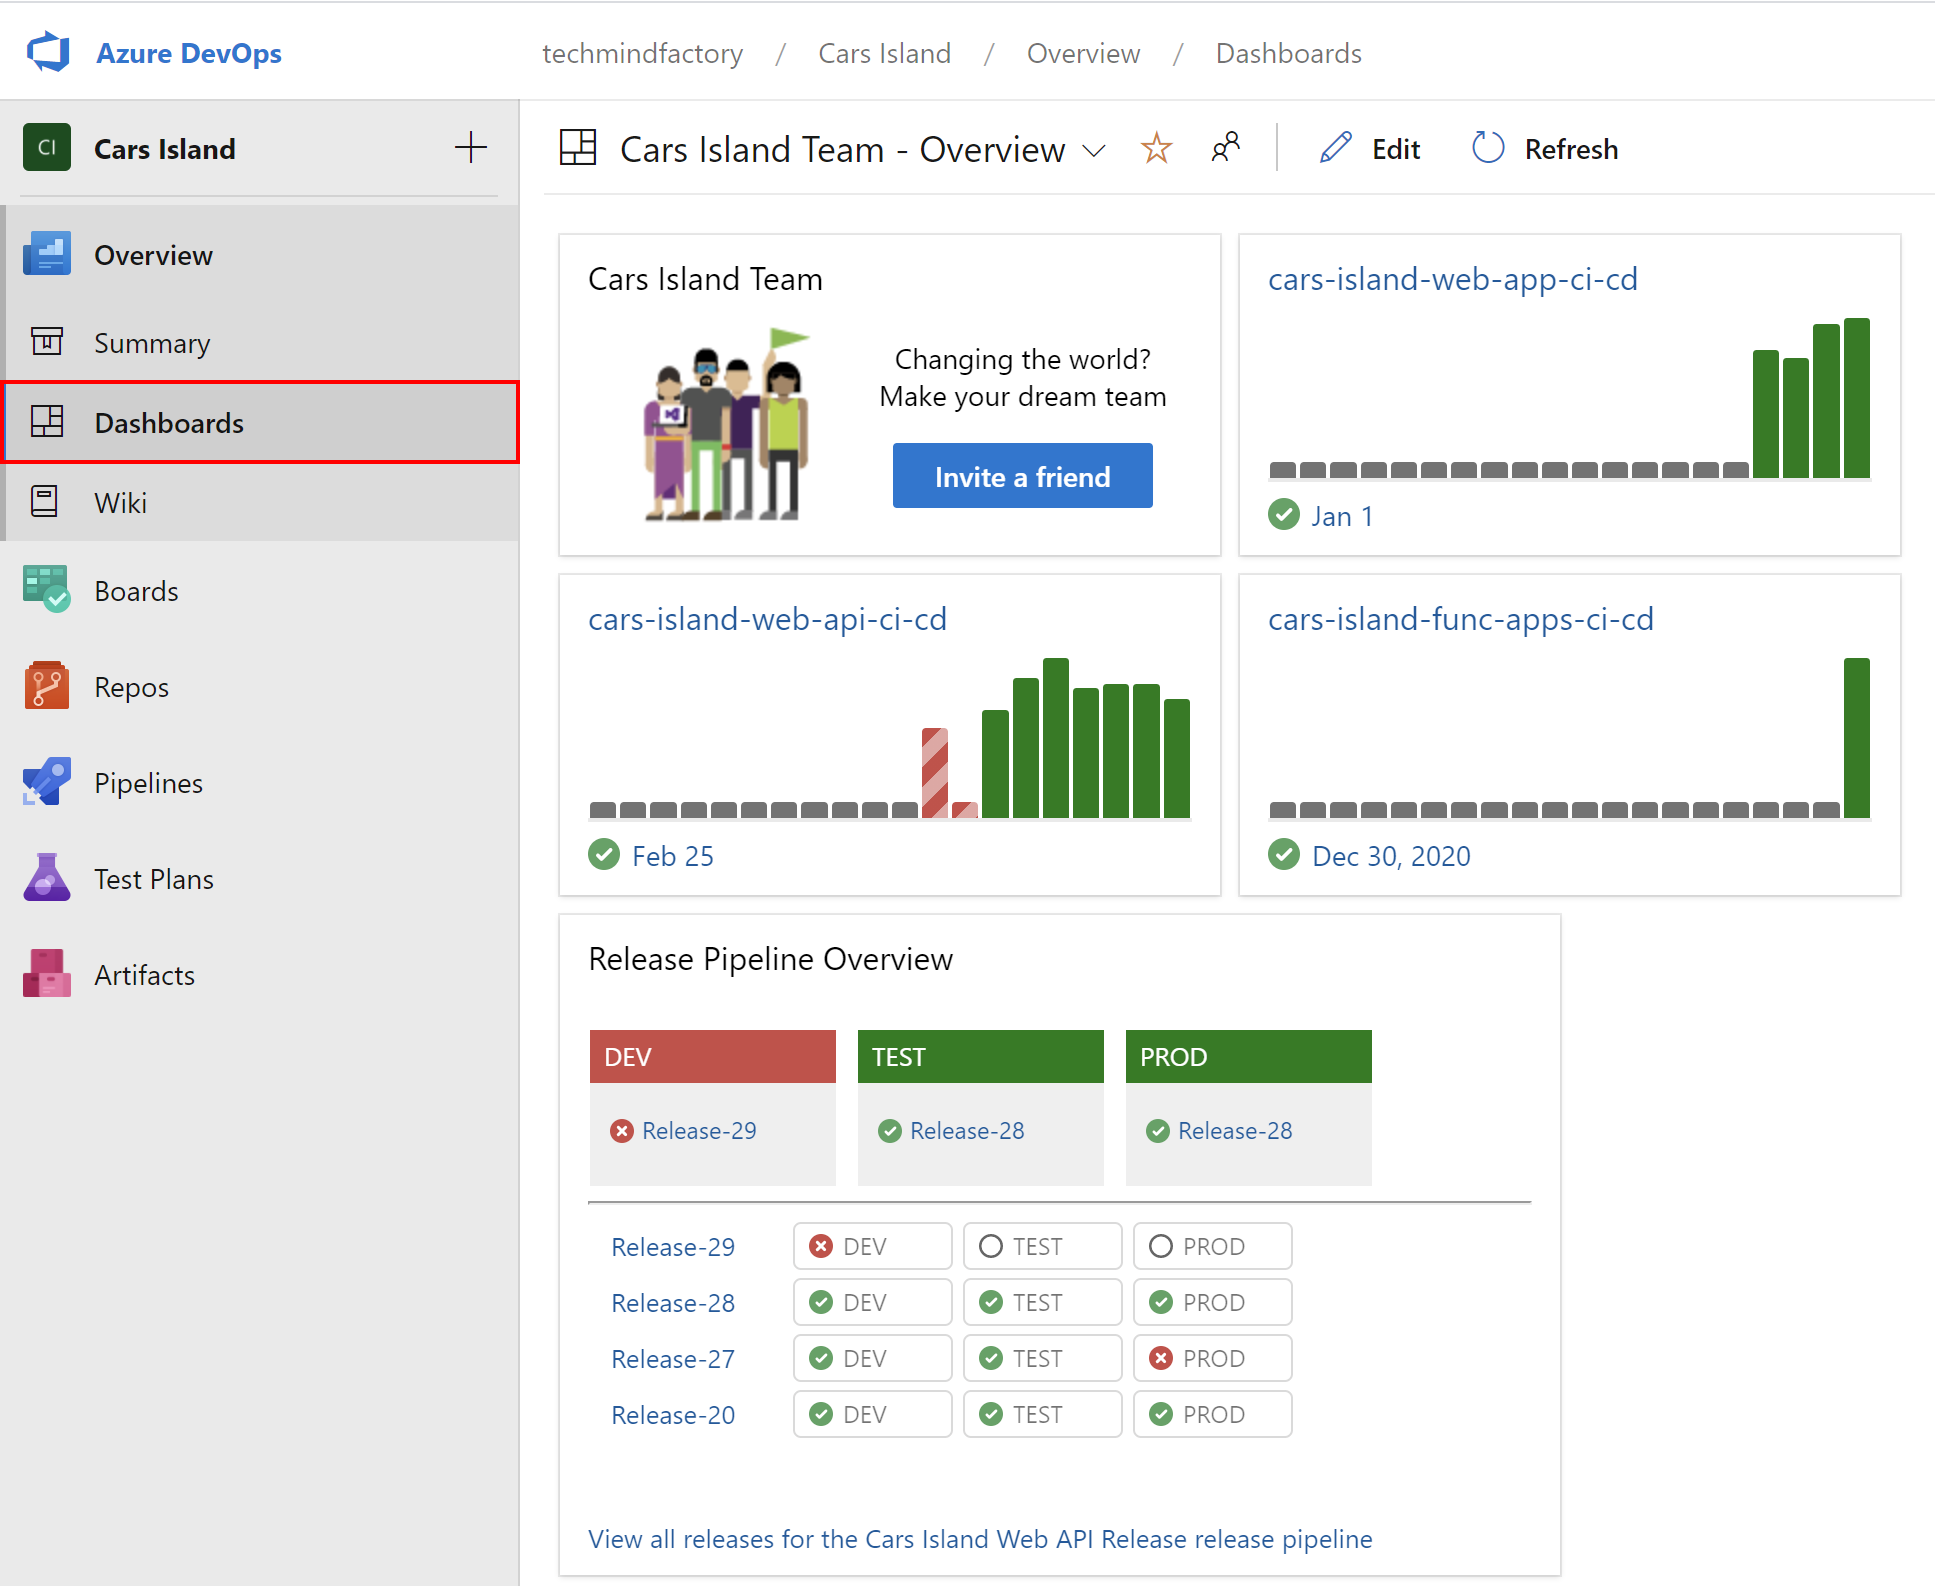 Azure DevOps
techmindfactory / Cars Island / Overview / Dashboards
CI Cars Island
Cars Island Team - Overview Edit Refresh
Overview
Summary
Dashboards
Wiki
Boards
Repos
Pipelines
Test Plans
Artifacts
Cars Island Team
Changing the world?
Make your dream team
Invite a friend
cars-island-web-app-ci-cd
Jan 1
cars-island-web-api-ci-cd
Feb 25
cars-island-func-apps-ci-cd
Dec 30, 2020
Release Pipeline Overview
DEV TEST PROD
Release-29 Release-28 Release-28
Release-29 DEV TEST PROD
Release-28 DEV TEST PROD
Release-27 DEV TEST PROD
Release-20 DEV TEST PROD
View all releases for the Cars Island Web API Release release pipeline